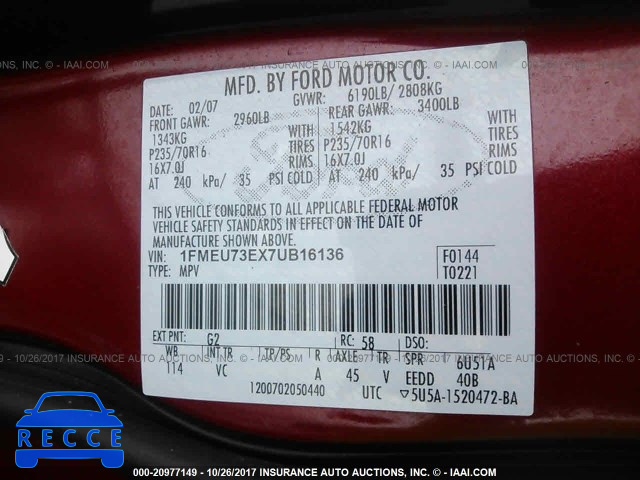 MFD. BY FORD MOTOR CO.
DATE: 02/07 GVWR: 6190LB/ 2808KG
FRONT GAWR: 2960LB REAR GAWR: 3400LB
1343KG WITH 1542KG WITH
P235/70R16 TIRES P235/70R16 TIRES
16X7.0J RIMS 16X7.0J RIMS
AT 240 kPa/ 35 PSI COLD AT 240 kPa/ 35 PSI COLD
THIS VEHICLE CONFORMS TO ALL APPLICABLE FEDERAL MOTOR
VEHICLE SAFETY STANDARDS IN EFFECT ON THE DATE OF
MANUFACTURE SHOWN ABOVE.
VIN: 1FMEU73EX7UB16136 F0144
TYPE: MPV T0221
EXT PNT: G2 RC: 58 DSO:
WB INT TR TP/PS R AXLE TR SPR 6U51A
114 VC A 45 V EEDD 40B
1200702050440 UTC ▽5U5A-1520472-BA
RECCE
000-20977149 - 10/26/2017 INSURANCE AUTO AUCTIONS, INC. - IAAI.COM